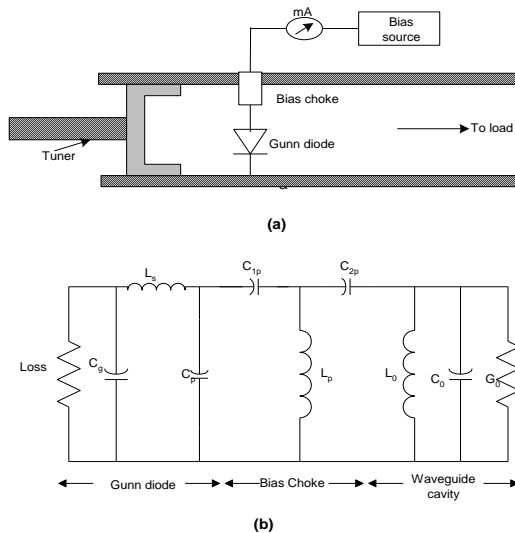 mA
Bias
source
Bias choke
To load
Gunn diode
Tuner
a
(a)
C1p
C2p
Ls
Loss
Cg
Cp
Lp
L0
C0
G0
Gunn diode
Bias Choke
Waveguide
cavity
(b)